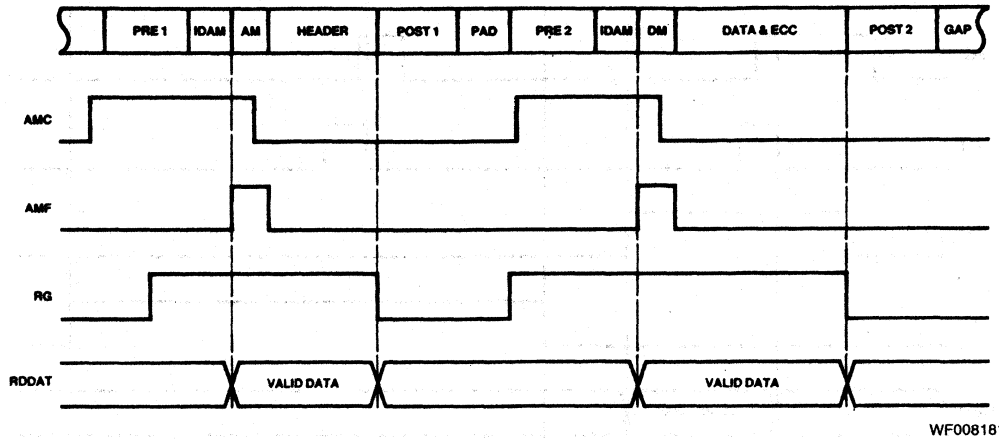 PRE 1 IDAM AM HEADER POST 1 PAD PRE 2 IDAM DM DATA & ECC POST 2 GAP
AMC
AMF
RG
RDDAT VALID DATA VALID DATA
WF00818